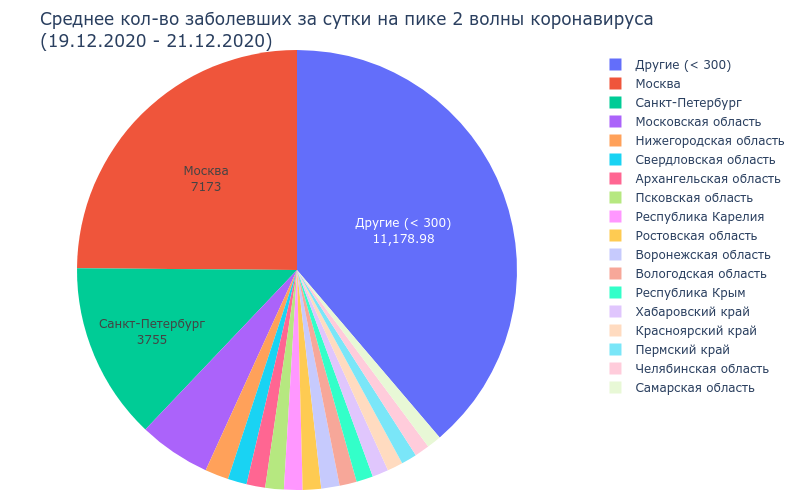 Среднее кол-во заболевших за сутки на пике 2 волны коронавируса
(19.12.2020 - 21.12.2020)
Москва
7173
Другие (< 300)
11,178.98
Санкт-Петербург
3755
Другие (< 300)
Москва
Санкт-Петербург
Московская область
Нижегородская область
Свердловская область
Архангельская область
Псковская область
Республика Карелия
Ростовская область
Воронежская область
Вологодская область
Республика Крым
Хабаровский край
Красноярский край
Пермский край
Челябинская область
Самарская область